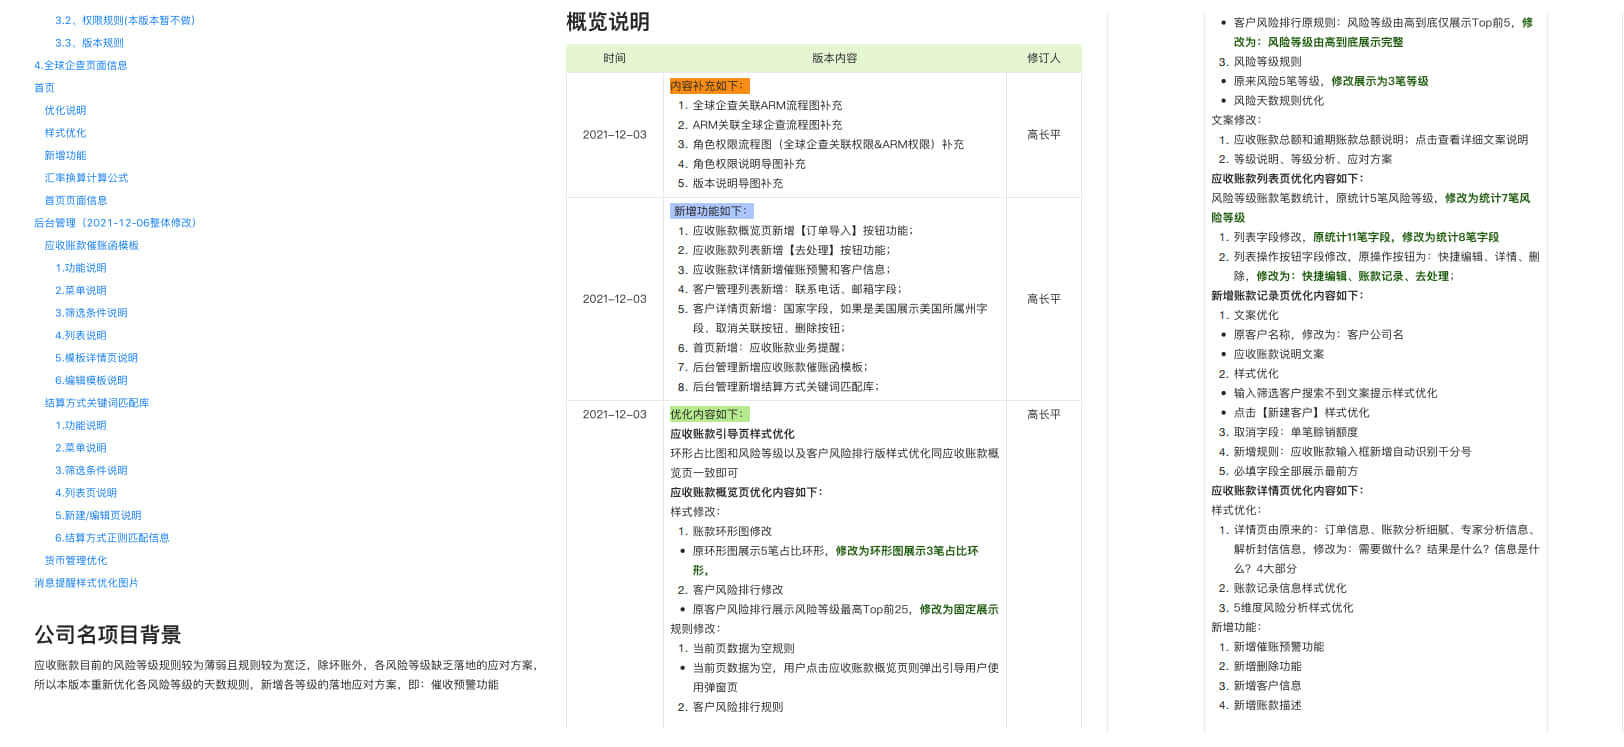 3.2、权限规则(本版本暂不做)
3.3、版本规则
4.全球企查页面信息
首页
优化说明
样式优化
新增功能
汇率换算计算公式
首页页面信息
后台管理（2021-12-06整体修改）
应收账款催账函模板
1.功能说明
2.菜单说明
3.筛选条件说明
4.列表说明
5.模板详情页说明
6.编辑模板说明
结算方式关键词匹配库
1.功能说明
2.菜单说明
3.筛选条件说明
4.列表页说明
5.新建/编辑页说明
6.结算方式正则匹配信息
货币管理优化
消息提醒样式优化图片
公司名项目背景
应收账款目前的风险等级规则较为薄弱且规则较为宽泛，除坏账外，各风险等级缺乏落地的应对方案，
所以本版本重新优化各风险等级的天数规则，新增各等级的落地应对方案，即：催收预警功能
概览说明
时间 版本内容 修订人
2021-12-03
内容补充如下：
1. 全球企查关联ARM流程图补充
2. ARM关联全球企查流程图补充
3. 角色权限流程图（全球企查关联权限&ARM权限）补充
4. 角色权限说明导图补充
5. 版本说明导图补充
高长平
2021-12-03
新增功能如下：
1. 应收账款概览页新增【订单导入】按钮功能；
2. 应收账款列表新增【去处理】按钮功能；
3. 应收账款详情新增催账预警和客户信息；
4. 客户管理列表新增：联系电话、邮箱字段；
5. 客户详情页新增：国家字段，如果是美国展示美国所属州字
段、取消关联按钮、删除按钮；
6. 首页新增：应收账款业务提醒；
7. 后台管理新增应收账款催账函模板；
8. 后台管理新增结算方式关键词匹配库；
高长平
2021-12-03
优化内容如下：
高长平
应收账款引导页样式优化
环形占比图和风险等级以及客户风险排行版样式优化同应收账款概
览页一致即可
应收账款概览页优化内容如下：
样式修改：
1. 账款环形图修改
• 原环形图展示5笔占比环形，修改为环形图展示3笔占比环
形，
2. 客户风险排行修改
• 原客户风险排行展示风险等级最高Top前25，修改为固定展示
规则修改：
1. 当前页数据为空规则
• 当前页数据为空，用户点击应收账款概览页则弹出引导用户使
用弹窗页
2. 客户风险排行规则
• 客户风险排行原规则：风险等级由高到底仅展示Top前5，修
改为：风险等级由高到底展示完整
3. 风险等级规则
• 原来风险5笔等级，修改展示为3笔等级
• 风险天数规则优化
文案修改：
1. 应收账款总额和逾期账款总额说明；点击查看详细文案说明
2. 等级说明、等级分析、应对方案
应收账款列表页优化内容如下：
风险等级账款笔数统计，原统计5笔风险等级，修改为统计7笔风
险等级
1. 列表字段修改，原统计11笔字段，修改为统计8笔字段
2. 列表操作按钮字段修改，原操作按钮为：快捷编辑、详情、删
除，修改为：快捷编辑、账款记录、去处理；
新增账款记录页优化内容如下：
1. 文案优化
• 原客户名称，修改为：客户公司名
• 应收账款说明文案
2. 样式优化
• 输入筛选客户搜索不到文案提示样式优化
• 点击【新建客户】样式优化
3. 取消字段：单笔赊销额度
4. 新增规则：应收账款输入框新增自动识别千分号
5. 必填字段全部展示最前方
应收账款详情页优化内容如下：
样式优化：
1. 详情页由原来的：订单信息、账款分析细腻、专家分析信息、
解析封信信息，修改为：需要做什么？结果是什么？信息是什
么？4大部分
2. 账款记录信息样式优化
3. 5维度风险分析样式优化
新增功能：
1. 新增催账预警功能
2. 新增删除功能
3. 新增客户信息
4. 新增账款描述